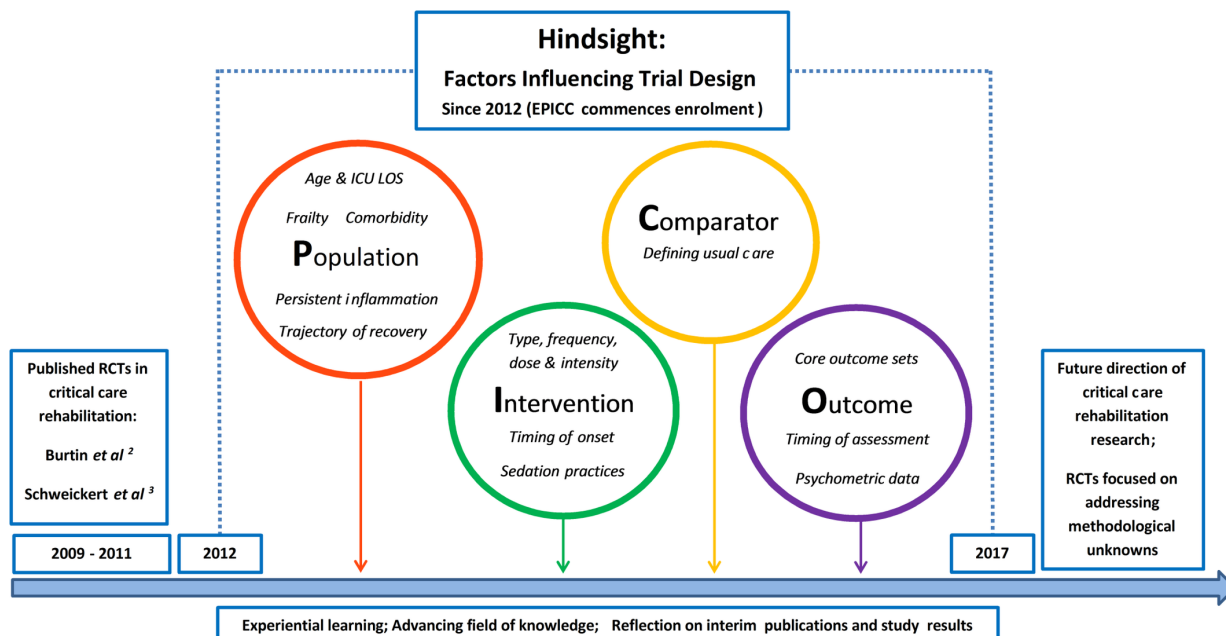 Hindsight:
Factors Influencing Trial Design
Since 2012 (EPICC commences enrolment )
Age & ICU LOS
Frailty Comorbidity
Population
Persistent inflammation
Trajectory of recovery
Comparator
Defining usual care
Type, frequency,
dose & intensity
Intervention
Timing of onset
Sedation practices
Core outcome sets
Outcome
Timing of assessment
Psychometric data
Published RCTs in
critical care
rehabilitation:
Burtin et al 2
Schweickert et al 3
Future direction of
critical care
rehabilitation
research;
RCTs focused on
addressing
methodological
unknowns
2009 - 2011
2012
2017
Experiential learning; Advancing field of knowledge; Reflection on interim publications and study results